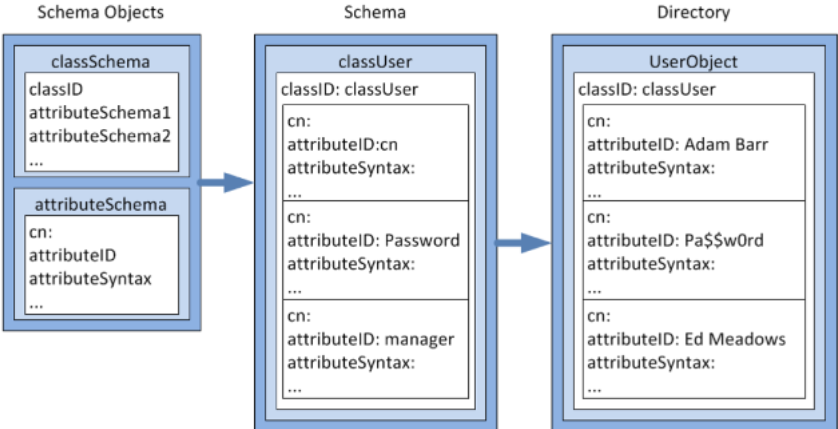 Schema Objects
classSchema
classID
attributeSchema1
attributeSchema2
...
attributeSchema
cn:
attributeID
attributeSyntax
...
Schema
classUser
classID: classUser
cn:
attributeID:cn
attributeSyntax:
...
cn:
attributeID: Password
attributeSyntax:
...
cn:
attributeID: manager
attributeSyntax:
...
Directory
UserObject
classID: classUser
cn:
attributeID: Adam Barr
attributeSyntax:
...
cn:
attributeID: Pa$$w0rd
attributeSyntax:
...
cn:
attributeID: Ed Meadows
attributeSyntax:
...